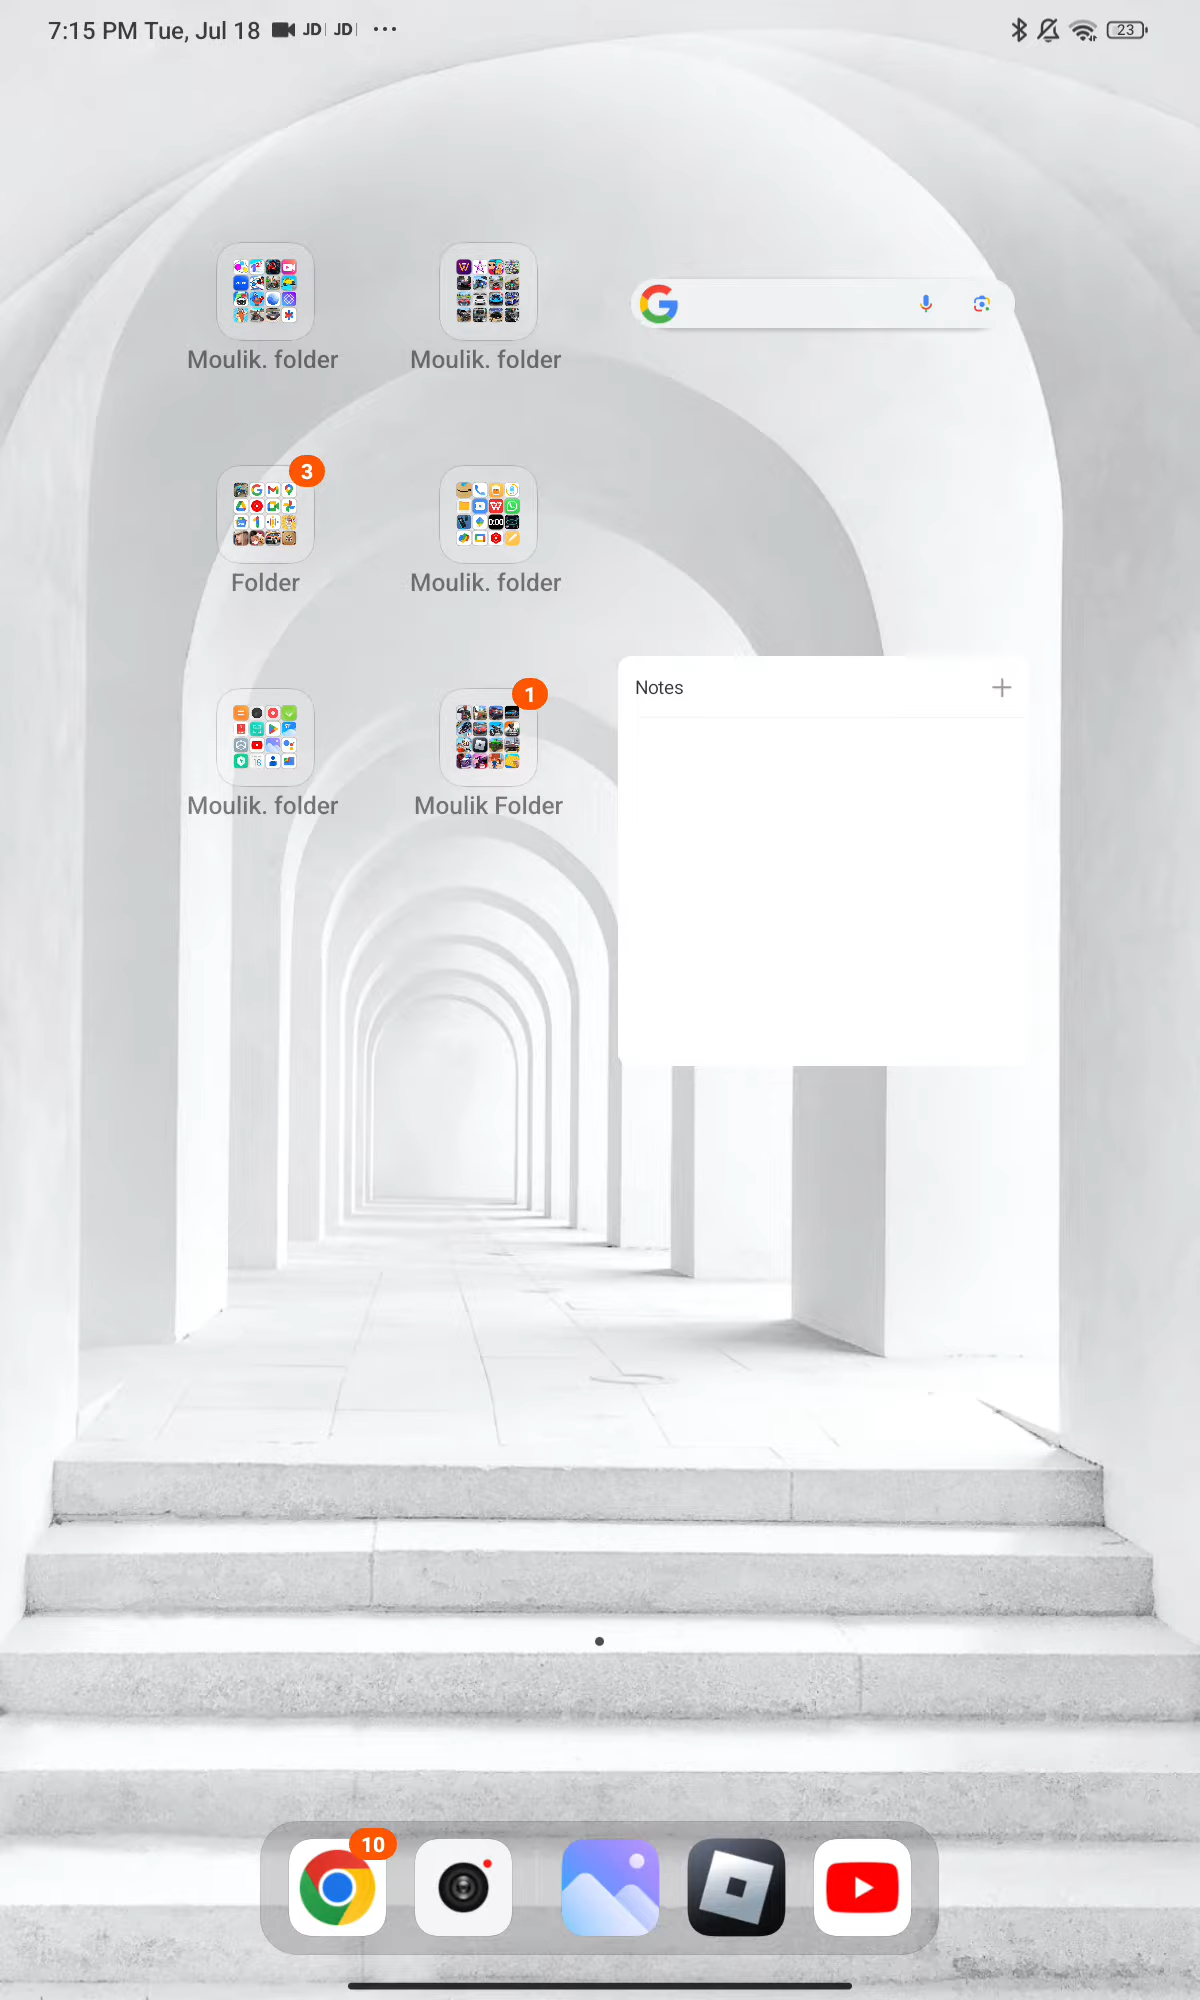 7:15 PM Tue, Jul 18 JD JD ... 23
Moulik. folder
Moulik. folder
3
Folder
Moulik. folder
Notes
1
Moulik. folder
Moulik Folder
10